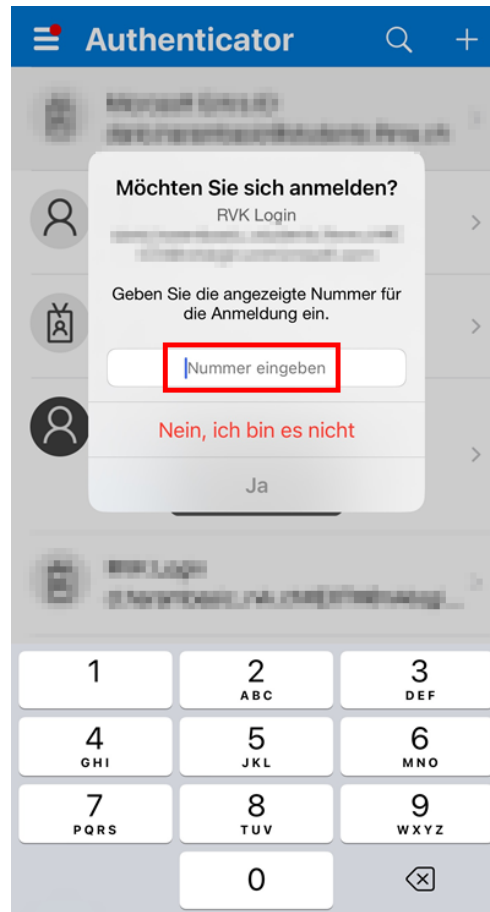 Authenticator
Möchten Sie sich anmelden?
RVK Login
Geben Sie die angezeigte Nummer für
die Anmeldung ein.
Nummer eingeben
Nein, ich bin es nicht
Ja
1
2
ABC
3
DEF
4
GHI
5
JKL
6
MNO
7
PQRS
8
TUV
9
WXYZ
0